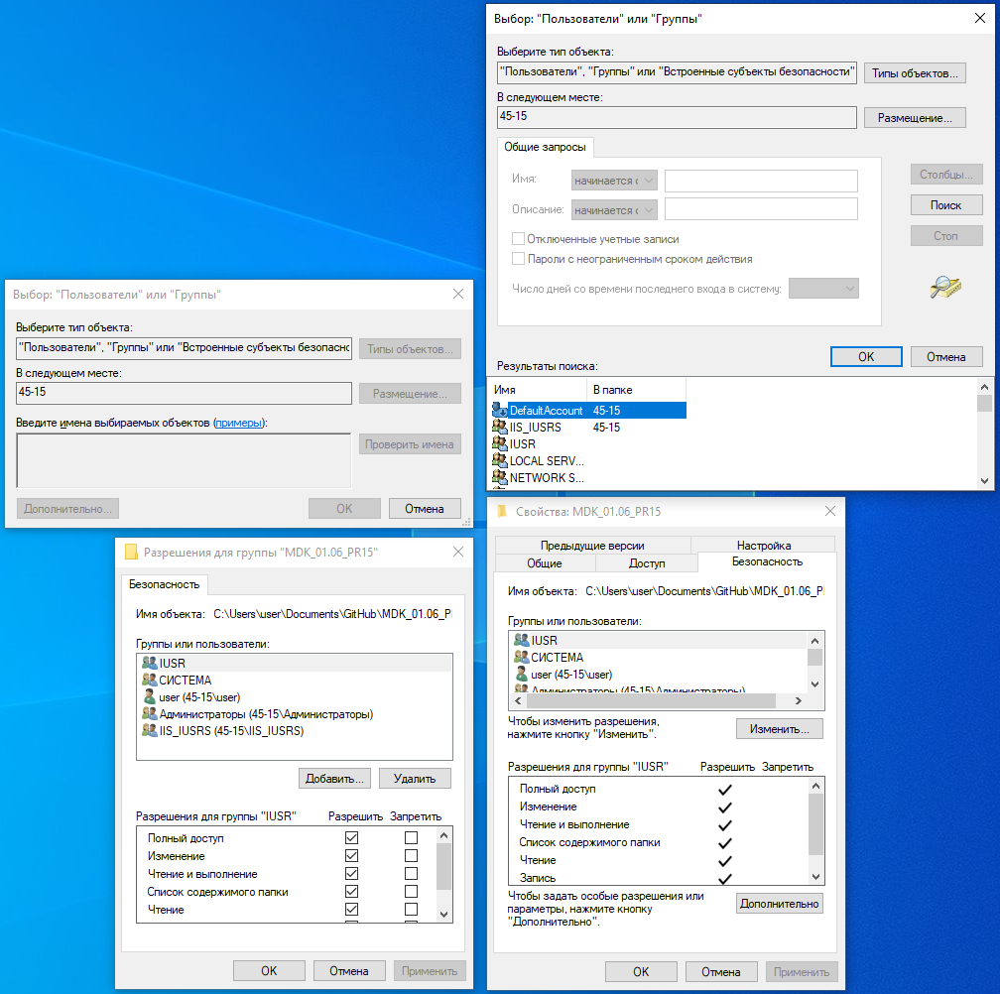 Выбор: "Пользователи" или "Группы"
Выберите тип объекта:
"Пользователи", "Группы" или "Встроенные субъекты безопасности"
Типы объектов...
В следующем месте:
45-15
Размещение...
Общие запросы
Имя:
начинается с
Описание:
начинается с
Отключенные учетные записи
Пароли с неограниченным сроком действия
Число дней со времени последнего входа в систему:
Столбцы...
Поиск
Стоп
OK
Отмена
Результаты поиска:
Имя В папке
DefaultAccount 45-15
IIS_IUSRS 45-15
IUSR
LOCAL SERV...
NETWORK S...
Выбор: "Пользователи" или "Группы"
Выберите тип объекта:
"Пользователи", "Группы" или "Встроенные субъекты безопаснс
Типы объектов...
В следующем месте:
45-15
Размещение...
Введите имена выбираемых объектов (примеры):
Проверить имена
Дополнительно...
OK
Отмена
Разрешения для группы "MDK_01.06_PR15"
Безопасность
Имя объекта: C:\Users\user\Documents\GitHub\MDK_01.06_PI
Группы или пользователи:
IUSR
СИСТЕМА
user (45-15\user)
Администраторы (45-15\Администраторы)
IIS_IUSRS (45-15\IIS_IUSRS)
Добавить...
Удалить
Разрешения для группы "IUSR" Разрешить Запретить
Полный доступ
Изменение
Чтение и выполнение
Список содержимого папки
Чтение
OK
Отмена
Применить
Свойства: MDK_01.06_PR15
Предыдущие версии
Настройка
Общие
Доступ
Безопасность
Имя объекта: C:\Users\user\Documents\GitHub\MDK_01.06_PI
Группы или пользователи:
IUSR
СИСТЕМА
user (45-15\user)
Администраторы (45-15\Администраторы)
Чтобы изменить разрешения,
нажмите кнопку "Изменить".
Изменить...
Разрешения для группы "IUSR" Разрешить Запретить
Полный доступ
Изменение
Чтение и выполнение
Список содержимого папки
Чтение
Запись
Чтобы задать особые разрешения или
параметры, нажмите кнопку
"Дополнительно".
Дополнительно
OK
Отмена
Применить